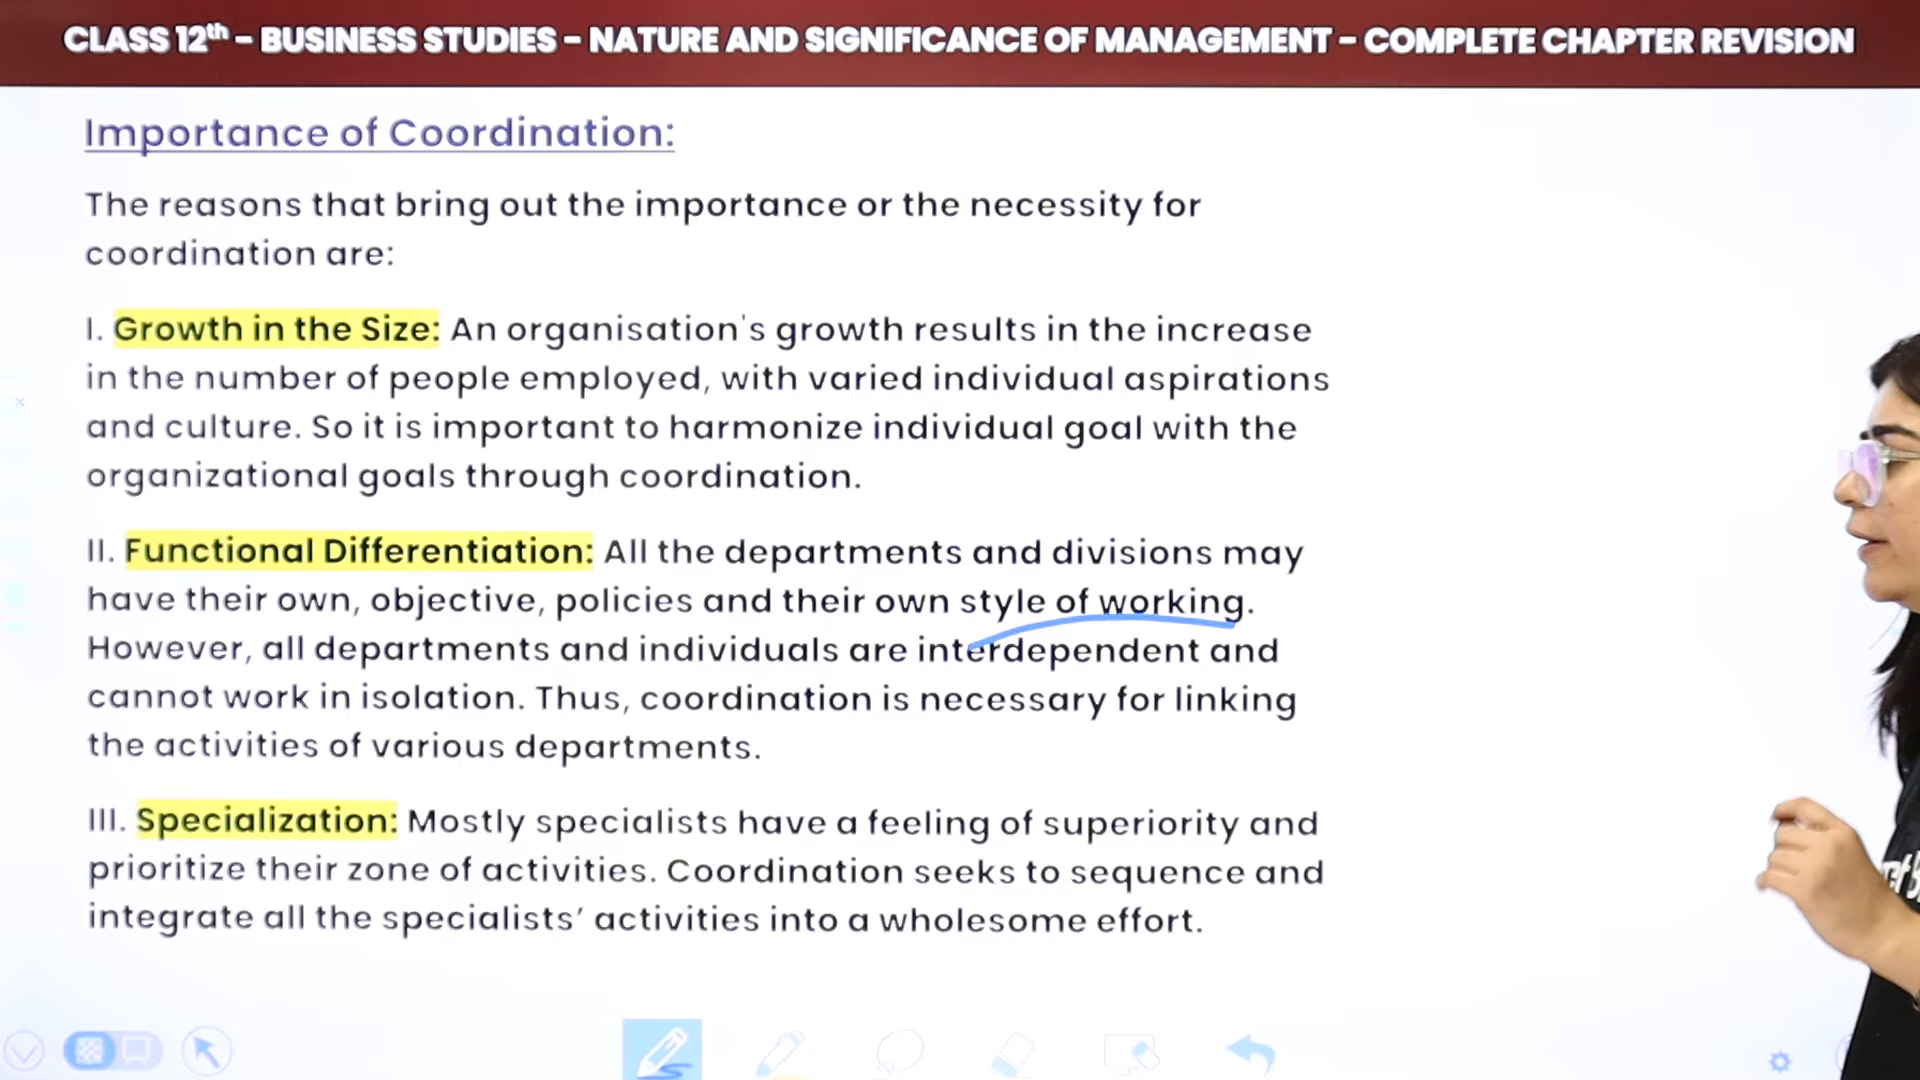 CLASS 12th – BUSINESS STUDIES – NATURE AND SIGNIFICANCE OF MANAGEMENT – COMPLETE CHAPTER REVISION
Importance of Coordination:
The reasons that bring out the importance or the necessity for
coordination are:
I. Growth in the Size: An organisation's growth results in the increase
in the number of people employed, with varied individual aspirations
and culture. So it is important to harmonize individual goal with the
organizational goals through coordination.
II. Functional Differentiation: All the departments and divisions may
have their own, objective, policies and their own style of working.
However, all departments and individuals are interdependent and
cannot work in isolation. Thus, coordination is necessary for linking
the activities of various departments.
III. Specialization: Mostly specialists have a feeling of superiority and
prioritize their zone of activities. Coordination seeks to sequence and
integrate all the specialists’ activities into a wholesome effort.